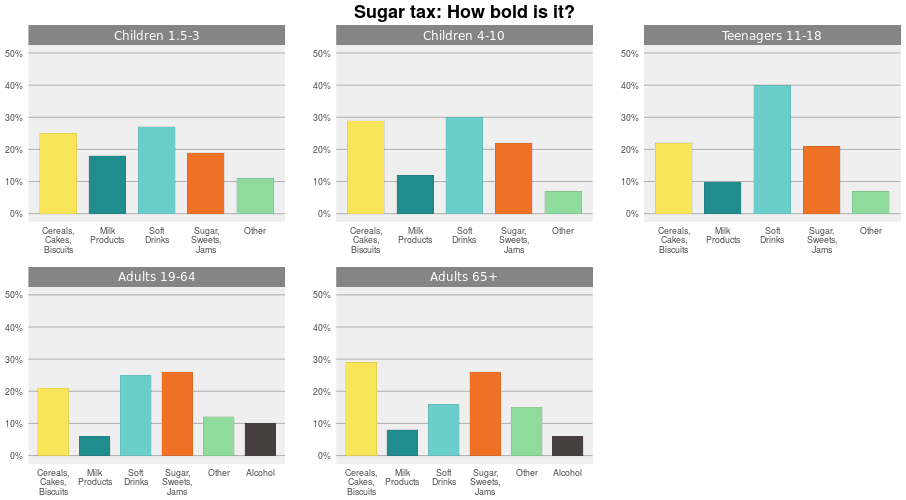 Sugar tax: How bold is it?
Children 1.5-3
50%
40%
30%
20%
10%
0%
Cereals,
Cakes,
Biscuits
Milk
Products
Soft
Drinks
Sugar,
Sweets,
Jams
Other
Children 4-10
50%
40%
30%
20%
10%
0%
Cereals,
Cakes,
Biscuits
Milk
Products
Soft
Drinks
Sugar,
Sweets,
Jams
Other
Teenagers 11-18
50%
40%
30%
20%
10%
0%
Cereals,
Cakes,
Biscuits
Milk
Products
Soft
Drinks
Sugar,
Sweets,
Jams
Other
Adults 19-64
50%
40%
30%
20%
10%
0%
Cereals,
Cakes,
Biscuits
Milk
Products
Soft
Drinks
Sugar,
Sweets,
Jams
Other
Alcohol
Adults 65+
50%
40%
30%
20%
10%
0%
Cereals,
Cakes,
Biscuits
Milk
Products
Soft
Drinks
Sugar,
Sweets,
Jams
Other
Alcohol